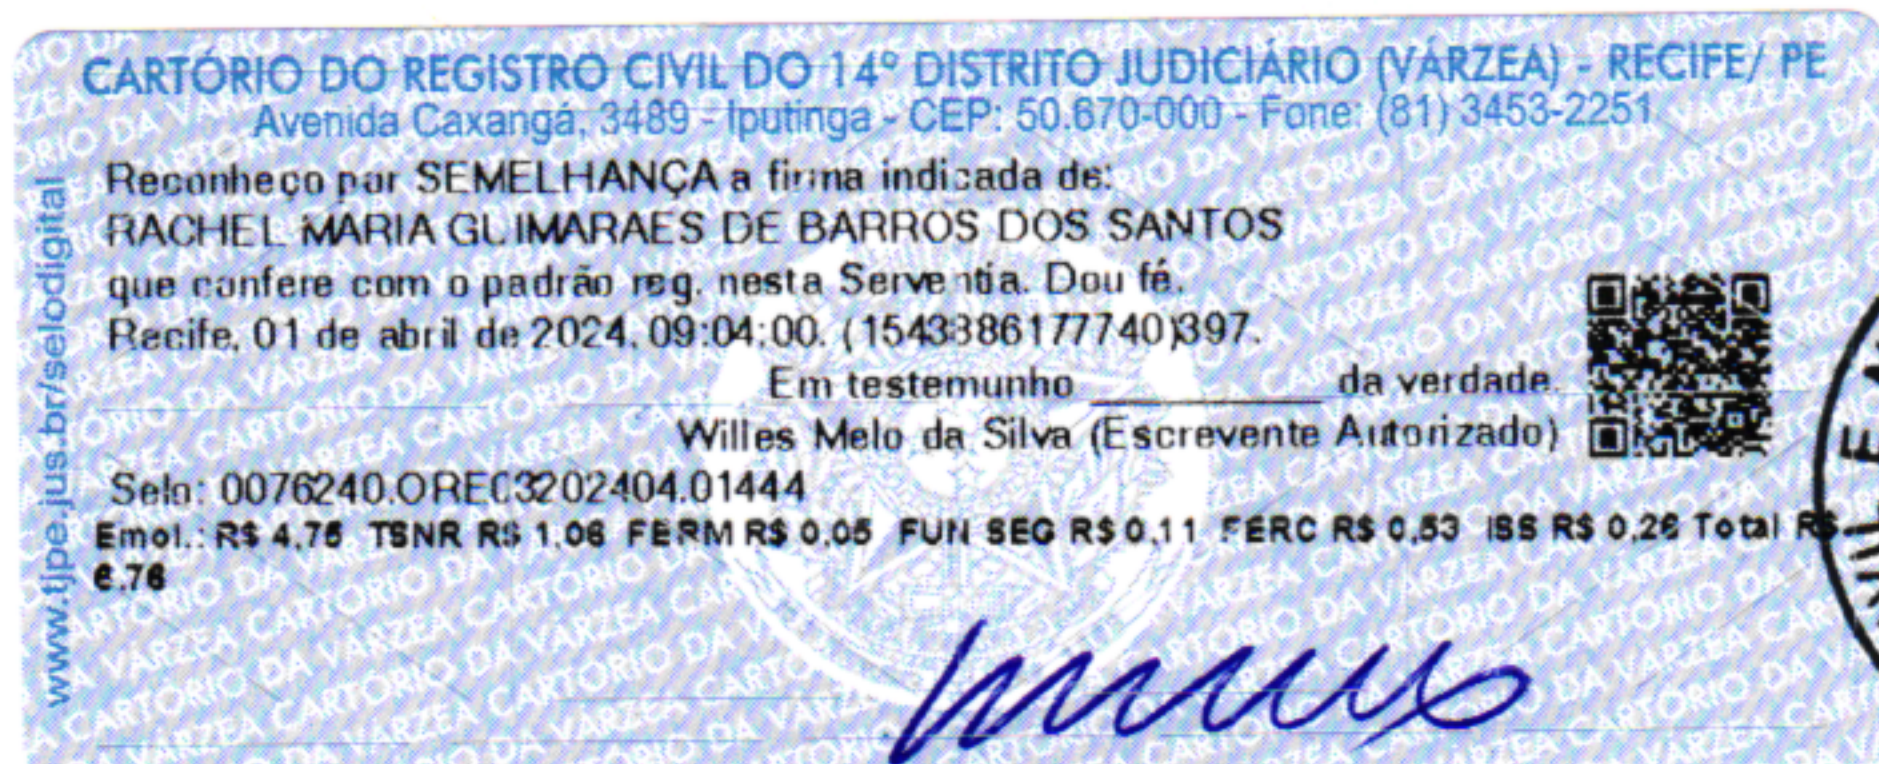 CARTÓRIO DO REGISTRO CIVIL DO 14º DISTRITO JUDICIÁRIO (VÁRZEA) - RECIFE/ PE
Avenida Caxangá, 3489 - Iputinga - CEP: 50.670-000 - Fone: (81) 3453-2251
www.tjpe.jus.br/selodigital
Reconheço por SEMELHANÇA a firma indicada de:
RACHEL MARIA GUIMARAES DE BARROS DOS SANTOS
que confere com o padrão reg. nesta Serventia. Dou fé.
Recife, 01 de abril de 2024, 09:04:00. (1543886177740)397.
Em testemunho __________ da verdade.
Willes Melo da Silva (Escrevente Autorizado)
Selo: 0076240.OREC3202404.01444
Emol.: R$ 4,75 TSNR R$ 1,06 FERM R$ 0,05 FUN SEG R$ 0,11 FERC R$ 0,53 ISS R$ 0,26 Total R$
6.76